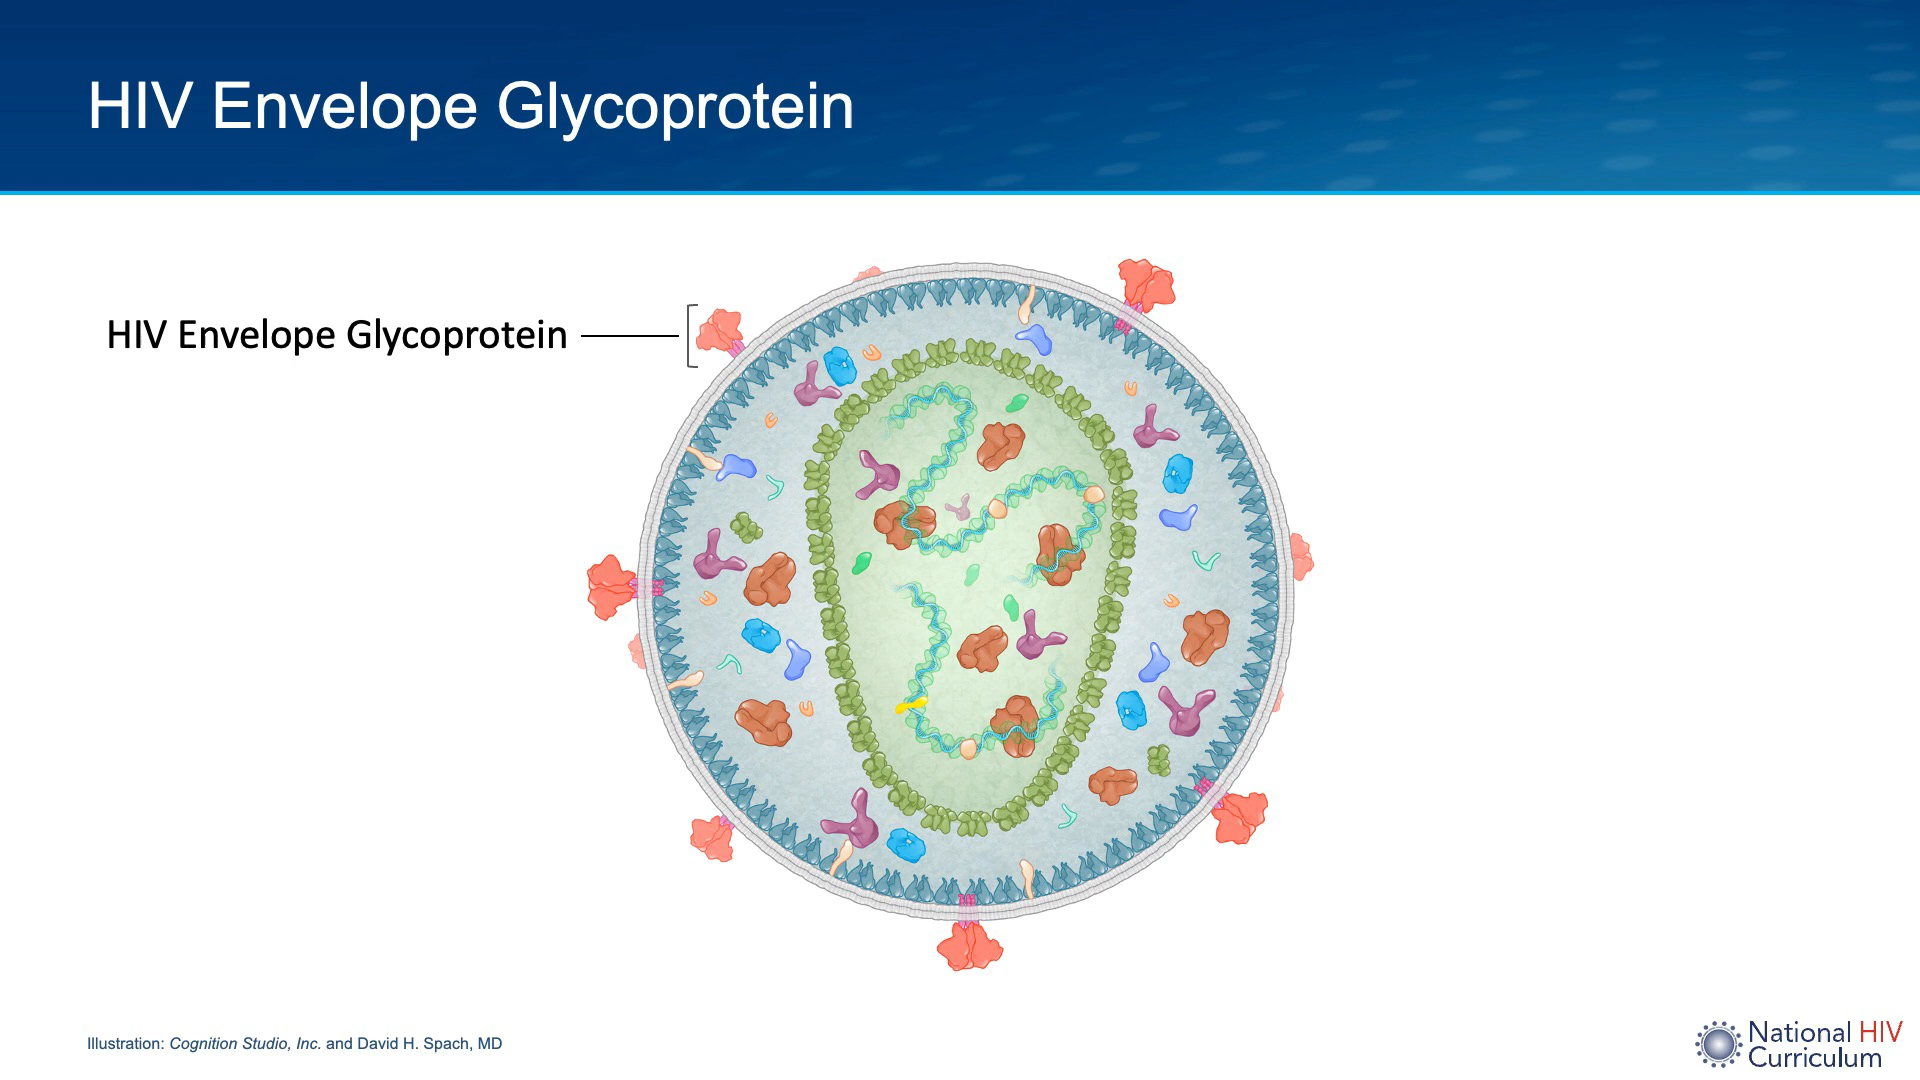 HIV Envelope Glycoprotein
HIV Envelope Glycoprotein
Illustration: Cognition Studio, Inc. and David H. Spach, MD
National HIV
Curriculum